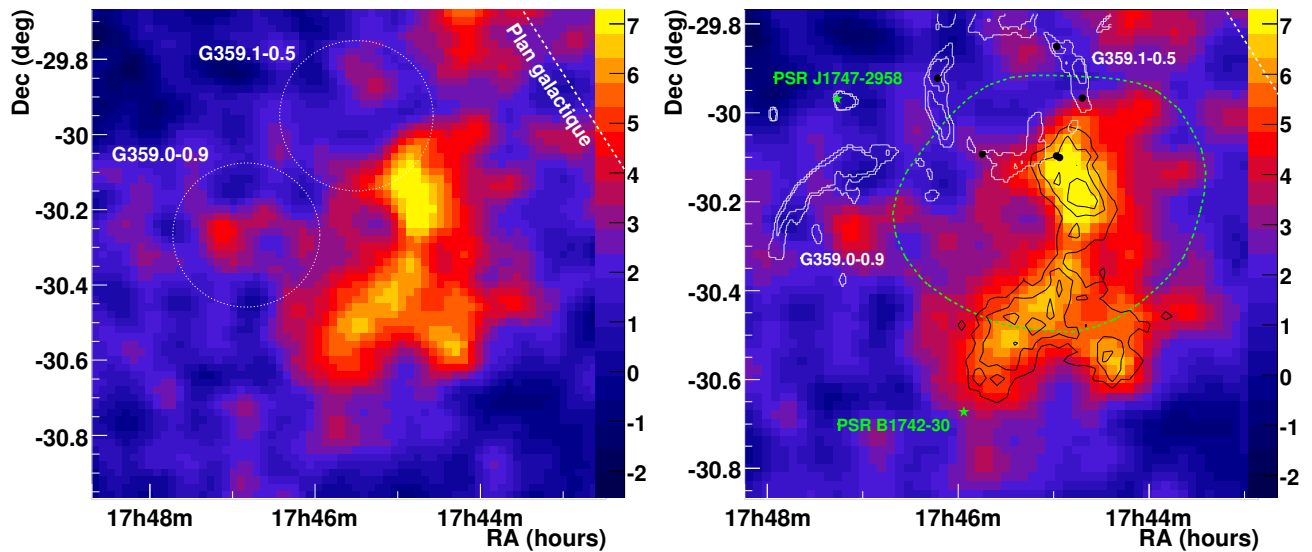 Dec (deg)
-29.8
-30
-30.2
-30.4
-30.6
-30.8
G359.1-0.5
G359.0-0.9
Plan galactique
17h48m
17h46m
17h44m
RA (hours)
7
6
5
4
3
2
1
0
-1
-2
Dec (deg)
-29.8
-30
-30.2
-30.4
-30.6
-30.8
PSR J1747-2958
G359.1-0.5
G359.0-0.9
PSR B1742-30
17h48m
17h46m
17h44m
RA (hours)
7
6
5
4
3
2
1
0
-1
-2